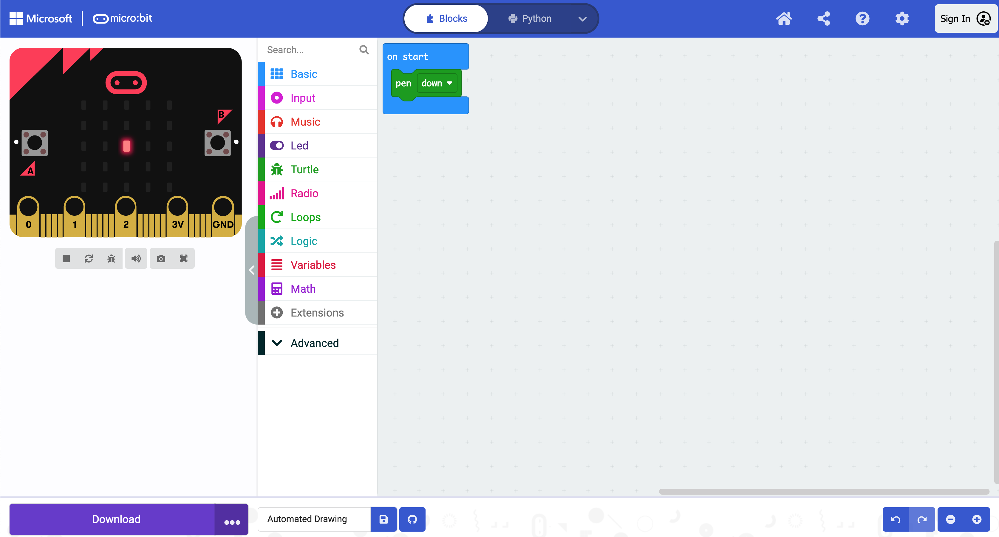 Microsoft micro:bit
Blocks
Python
Sign In
Search...
Basic
Input
Music
Led
Turtle
Radio
Loops
Logic
Variables
Math
Extensions
Advanced
on start
pen down
B
A
0 1 2 3V GND
Download
Automated Drawing